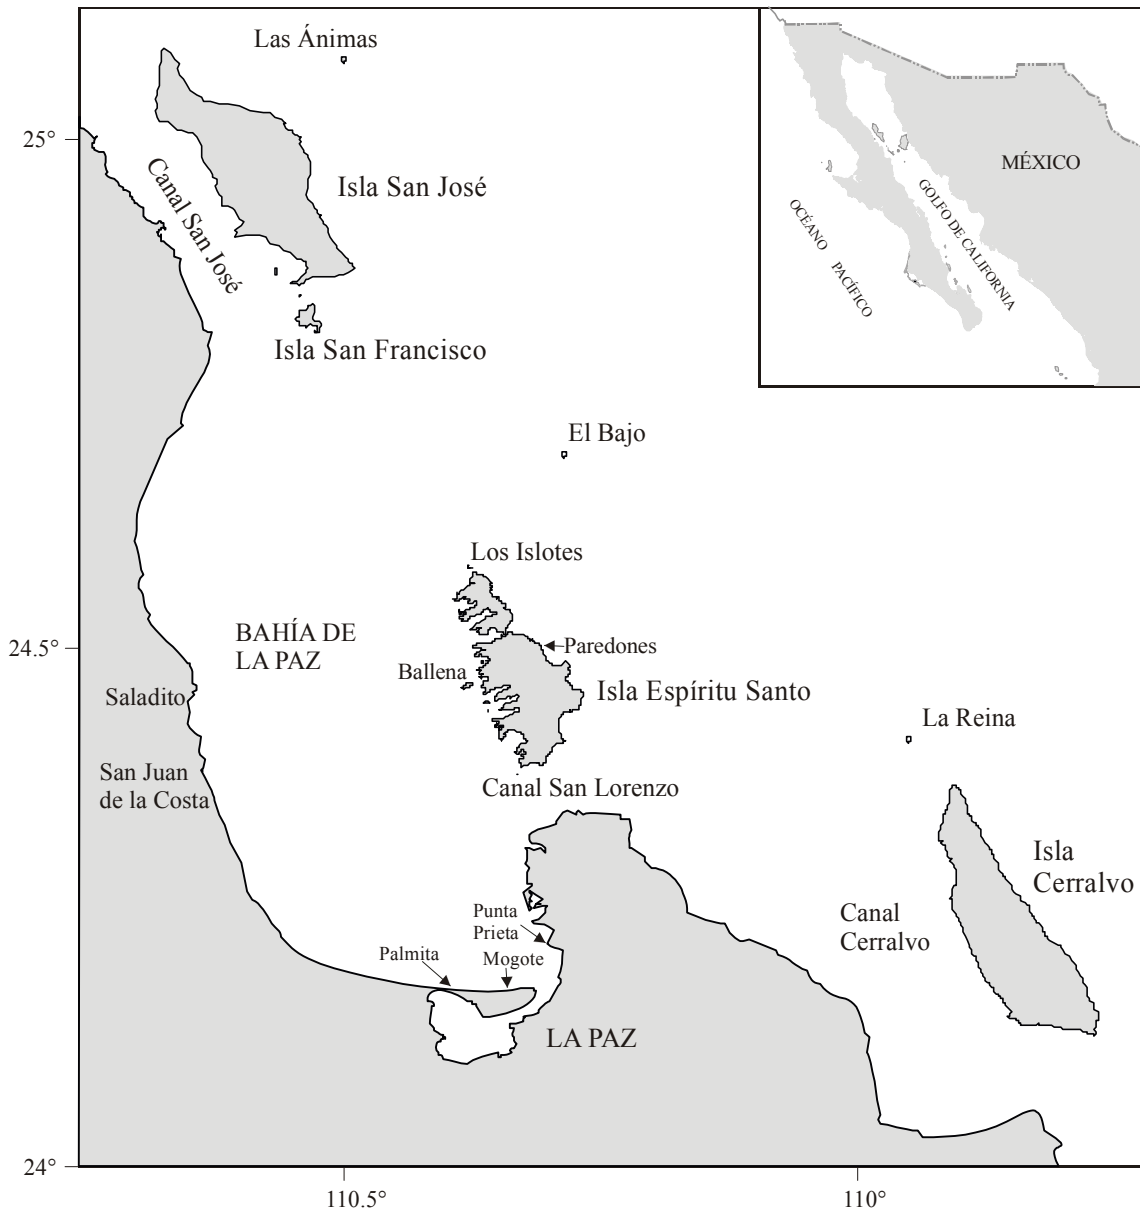 Las Ánimas
25°
Canal San José
Isla San José
Isla San Francisco
MÉXICO
GOLFO DE CALIFORNIA
OCÉANO PACÍFICO
El Bajo
Los Islotes
24.5°
BAHÍA DE
LA PAZ
Paredones
Ballena
Isla Espíritu Santo
Saladito
La Reina
San Juan
de la Costa
Canal San Lorenzo
Isla
Cerralvo
Canal
Cerralvo
Punta
Prieta
Palmita
Mogote
LA PAZ
24°
110.5°
110°